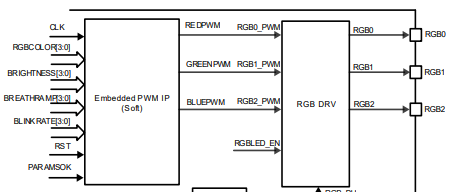 CLK
RGBCOLOR[3:0]
BRIGHTNESS[3:0]
BREATHRAMP[3:0]
BLINKRATE[3:0]
RST
PARAMSOK
Embedded PWM IP
(Soft)
REDPWM
GREENPWM
BLUEPWM
RGB0_PWM
RGB1_PWM
RGB2_PWM
RGBLED_EN
RGB DRV
RGB0
RGB1
RGB2
RGB0
RGB1
RGB2